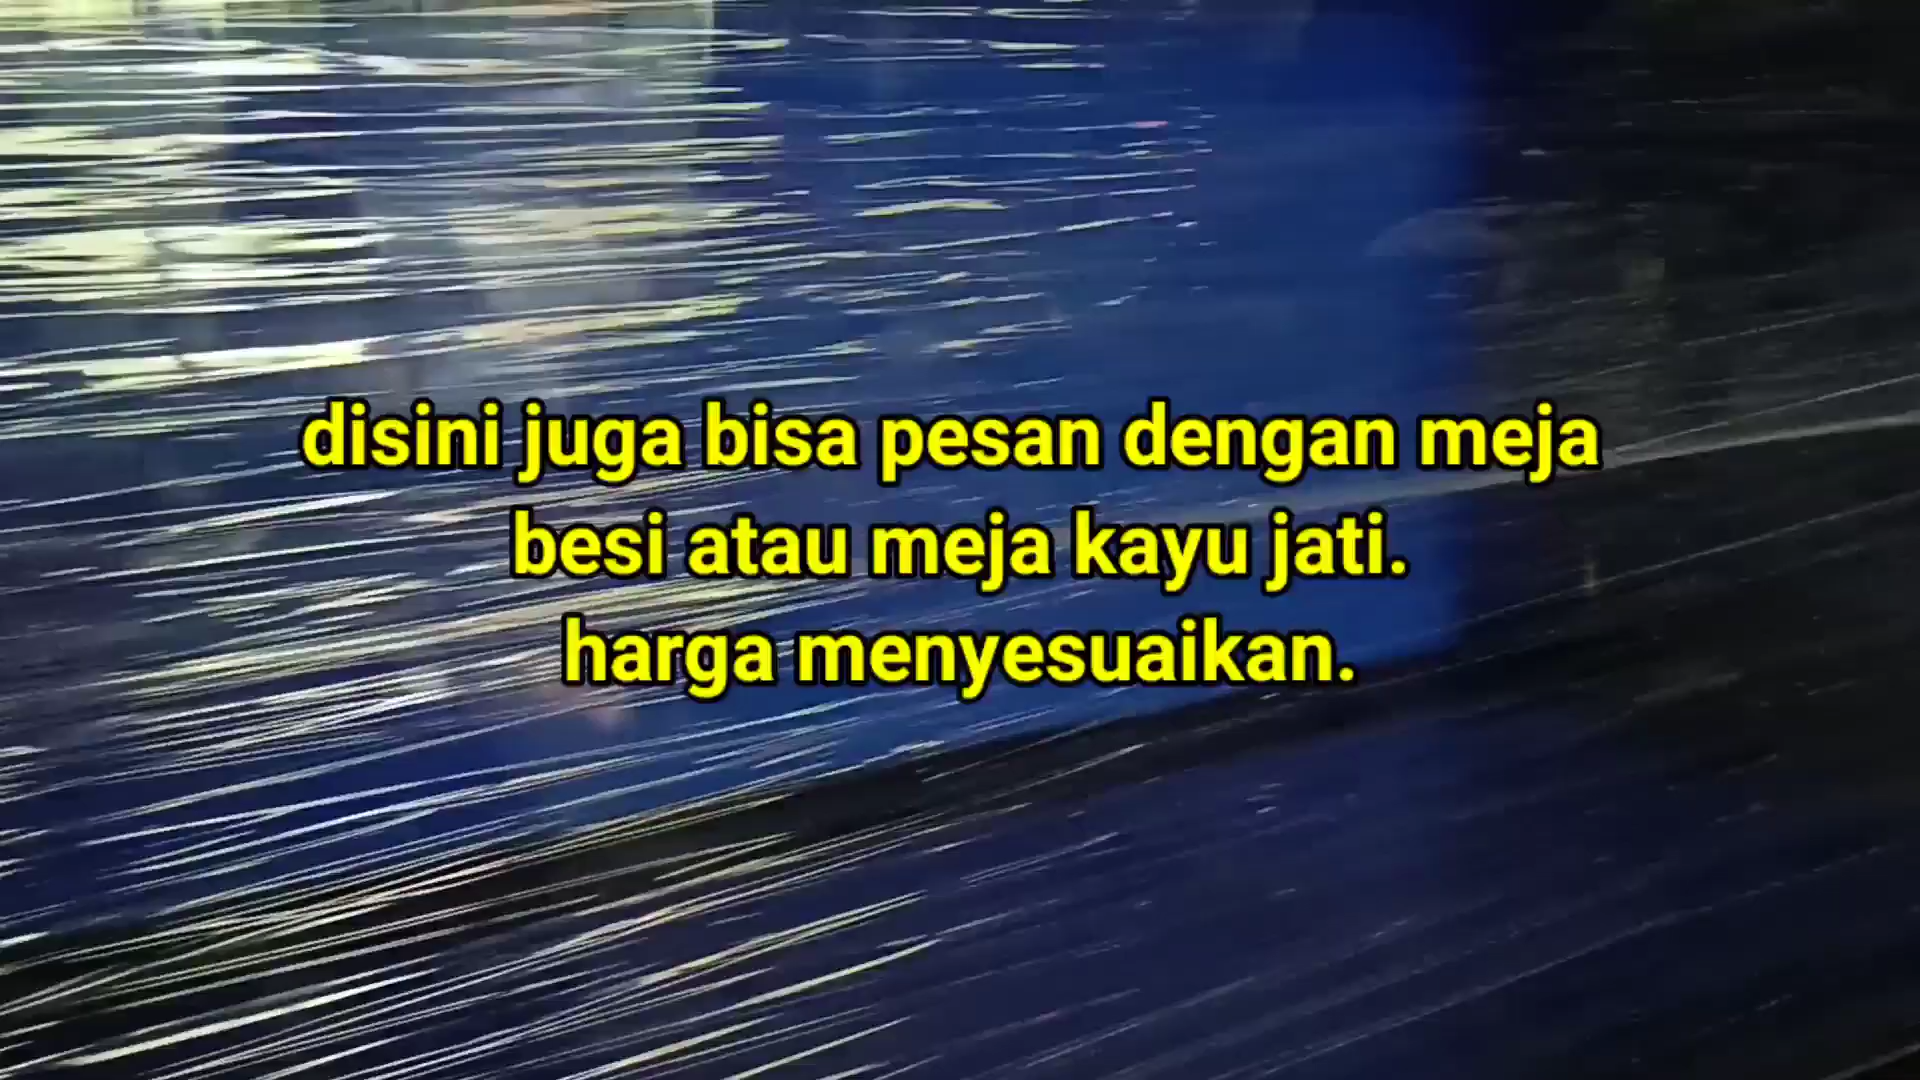 disini juga bisa pesan dengan meja
besi atau meja kayu jati.
harga menyesuaikan.